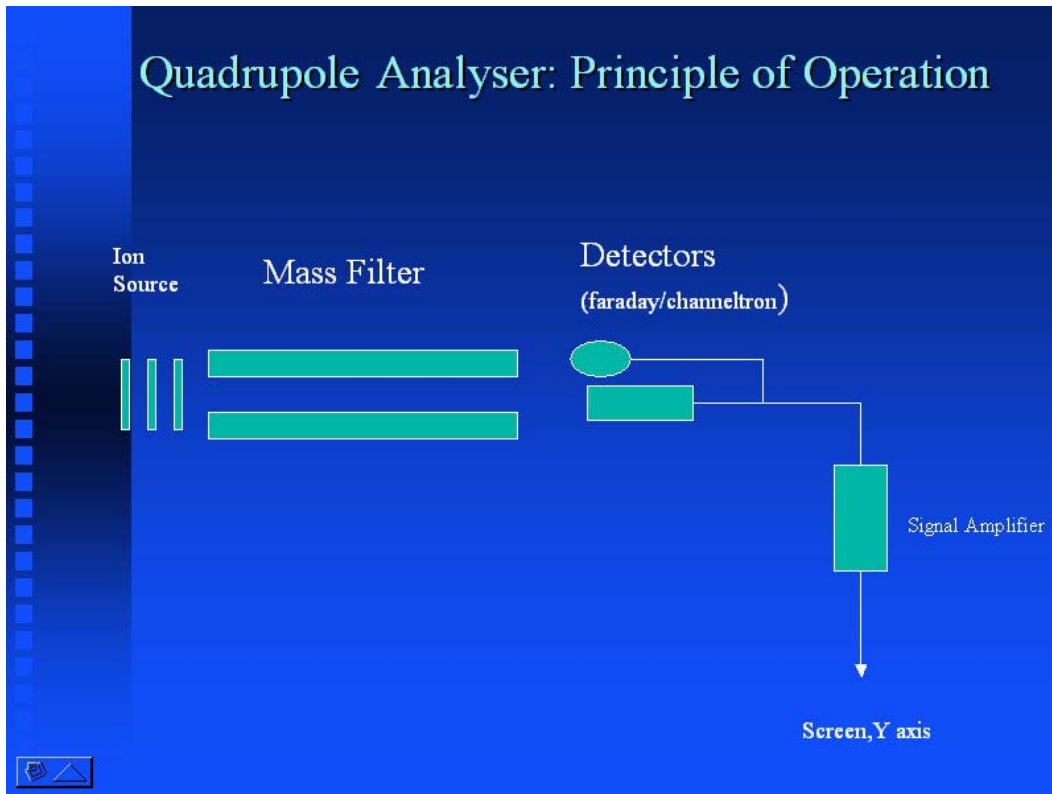 Quadrupole Analyser: Principle of Operation
Ion
Source
Mass Filter
Detectors
(faraday/channeltron)
Signal Amplifier
Screen,Y axis